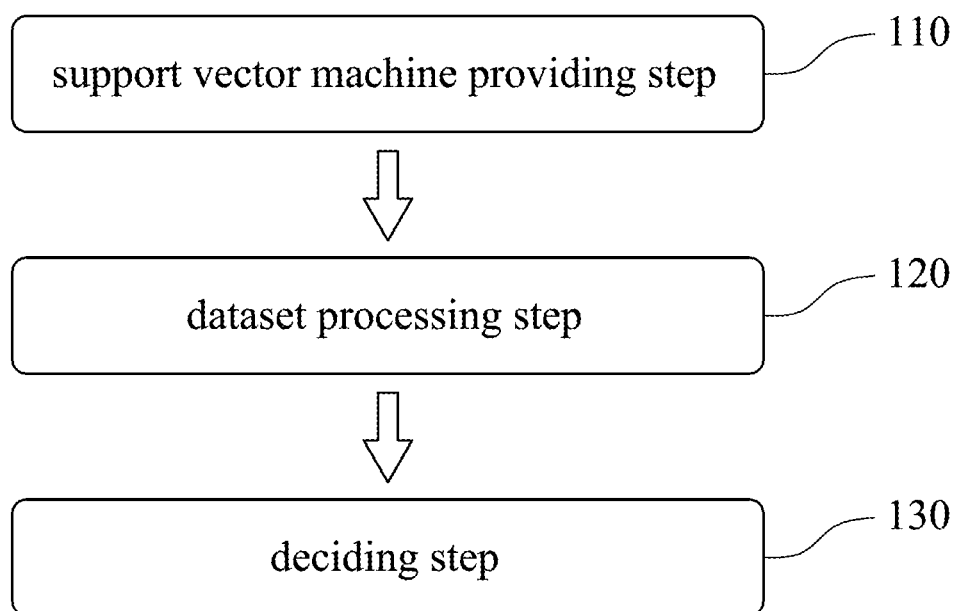 110
support vector machine providing step
120
dataset processing step
130
deciding step